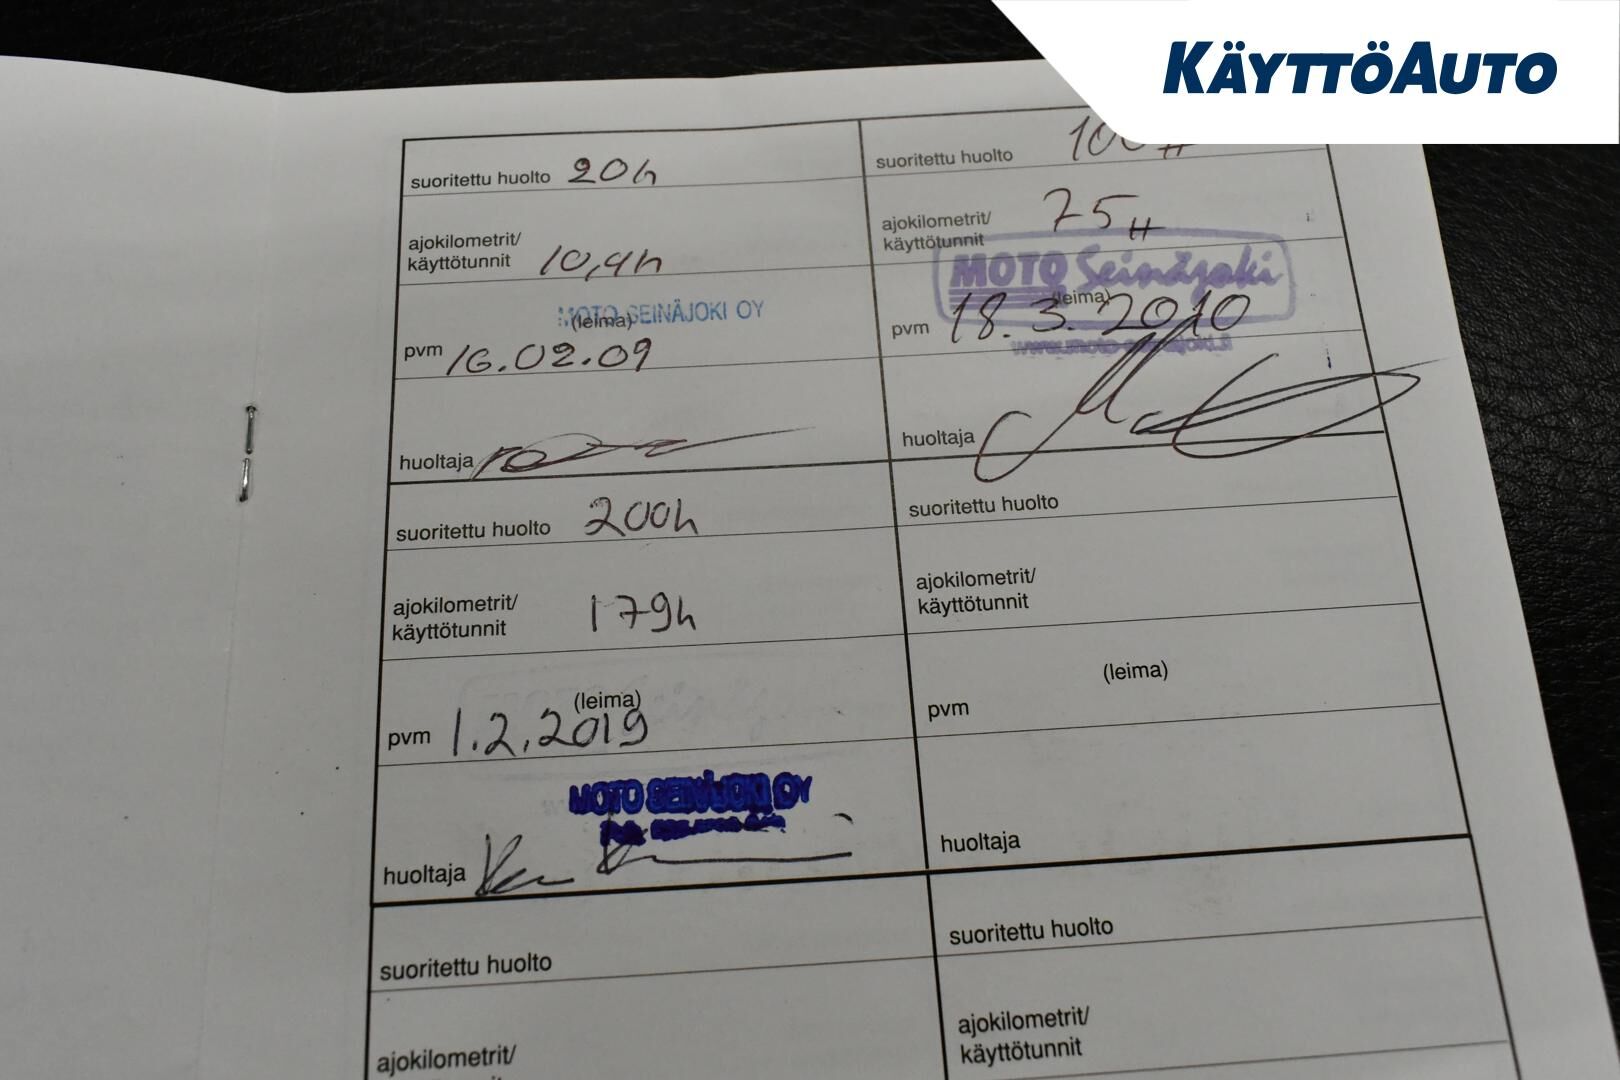 KÄYTTÖAUTO
suoritettu huolto 20h
ajokilometrit/
käyttötunnit 10,4h
MOTO SEINÄJOKI OY
(leima)
pvm 16.02.09
huoltaja
suoritettu huolto 100H
ajokilometrit/
käyttötunnit 75H
MOTO Seinäjoki
(leima)
pvm 18.3.2010
huoltaja
suoritettu huolto 200h
ajokilometrit/
käyttötunnit 179h
(leima)
pvm 1.2.2019
MOTO SEINÄJOKI OY
huoltaja
suoritettu huolto
ajokilometrit/
käyttötunnit
(leima)
pvm
huoltaja
suoritettu huolto
ajokilometrit/
suoritettu huolto
ajokilometrit/
käyttötunnit